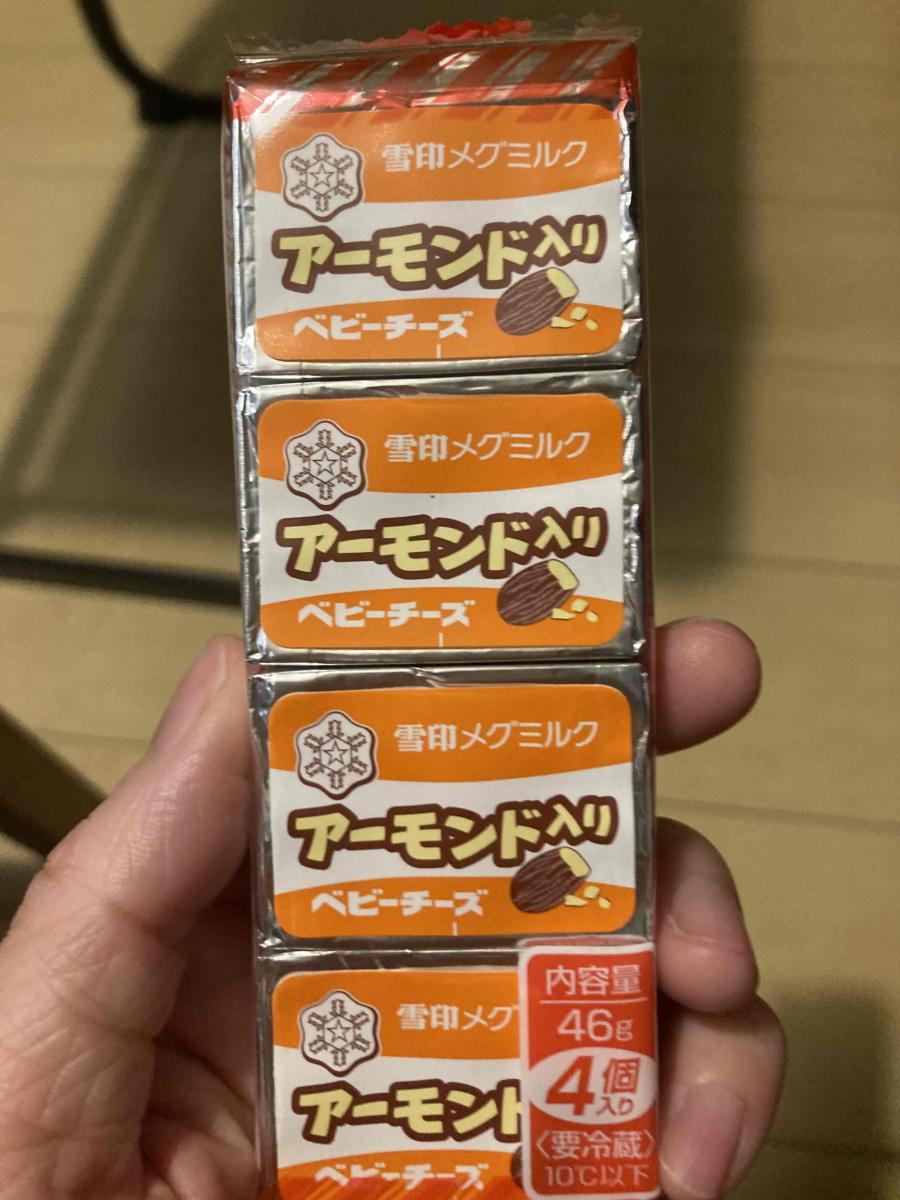 雪印メグミルク
アーモンド入り
ベビーチーズ
雪印メグミルク
アーモンド入り
ベビーチーズ
雪印メグミルク
アーモンド入り
ベビーチーズ
雪印メグ
アーモンド
ベビーチーズ
内容量
46g
4個入り
〈要冷蔵〉
10℃以下